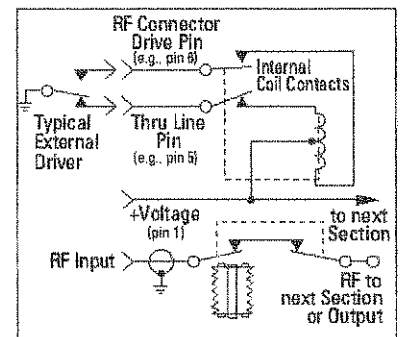 RF Connector
Drive Pin
(e.g., pin 6)
Internal
Coil Contacts
Typical
External
Driver
Thru Line
Pin
(e.g., pin 5)
+Voltage
(pin 1)
to next
Section
RF Input
RF to
next Section
or Output